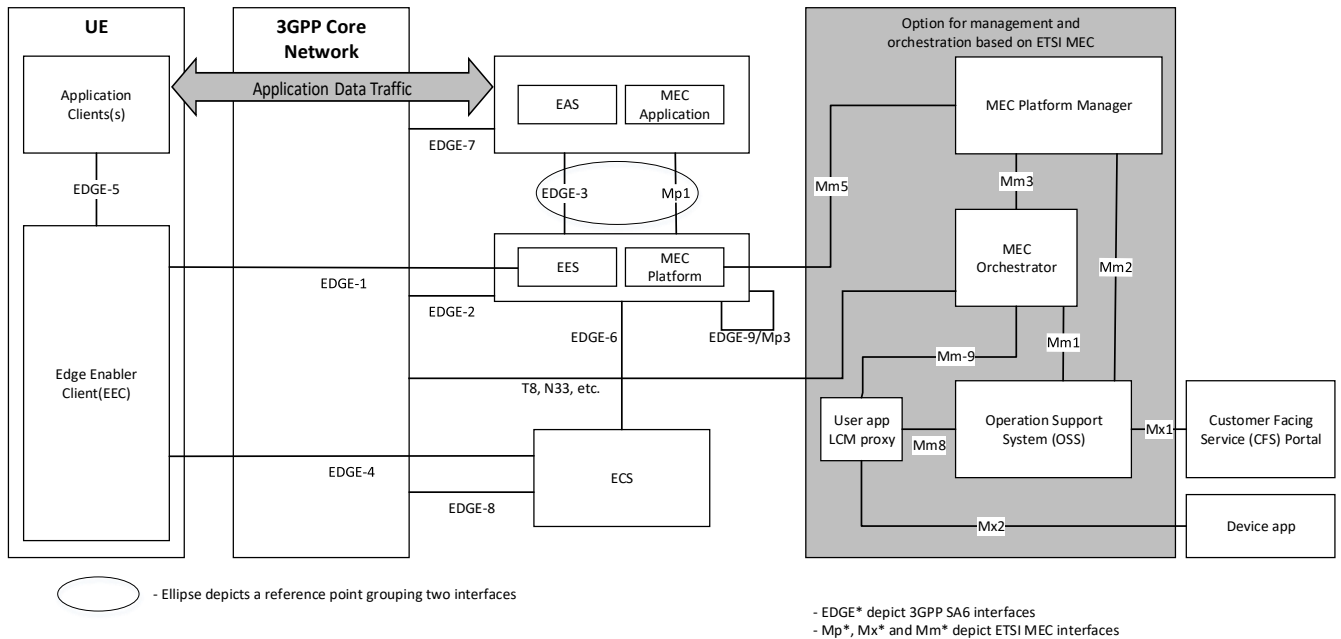 UE
3GPP Core
Network
Option for management and
orchestration based on ETSI MEC
Application
Clients(s)
Application Data Traffic
EAS
MEC
Application
MEC Platform Manager
EDGE-7
EDGE-5
EDGE-3
Mp1
Mm5
Mm3
EES
MEC
Platform
MEC
Orchestrator
Mm2
EDGE-1
EDGE-2
EDGE-6
EDGE-9/Mp3
Mm-9
Mm1
Edge Enabler
Client(EEC)
T8, N33, etc.
User app
LCM proxy
Mm8
Operation Support
System (OSS)
Mx1
Customer Facing
Service (CFS) Portal
EDGE-4
ECS
EDGE-8
Mx2
Device app
- Ellipse depicts a reference point grouping two interfaces
- EDGE* depict 3GPP SA6 interfaces
- Mp*, Mx* and Mm* depict ETSI MEC interfaces